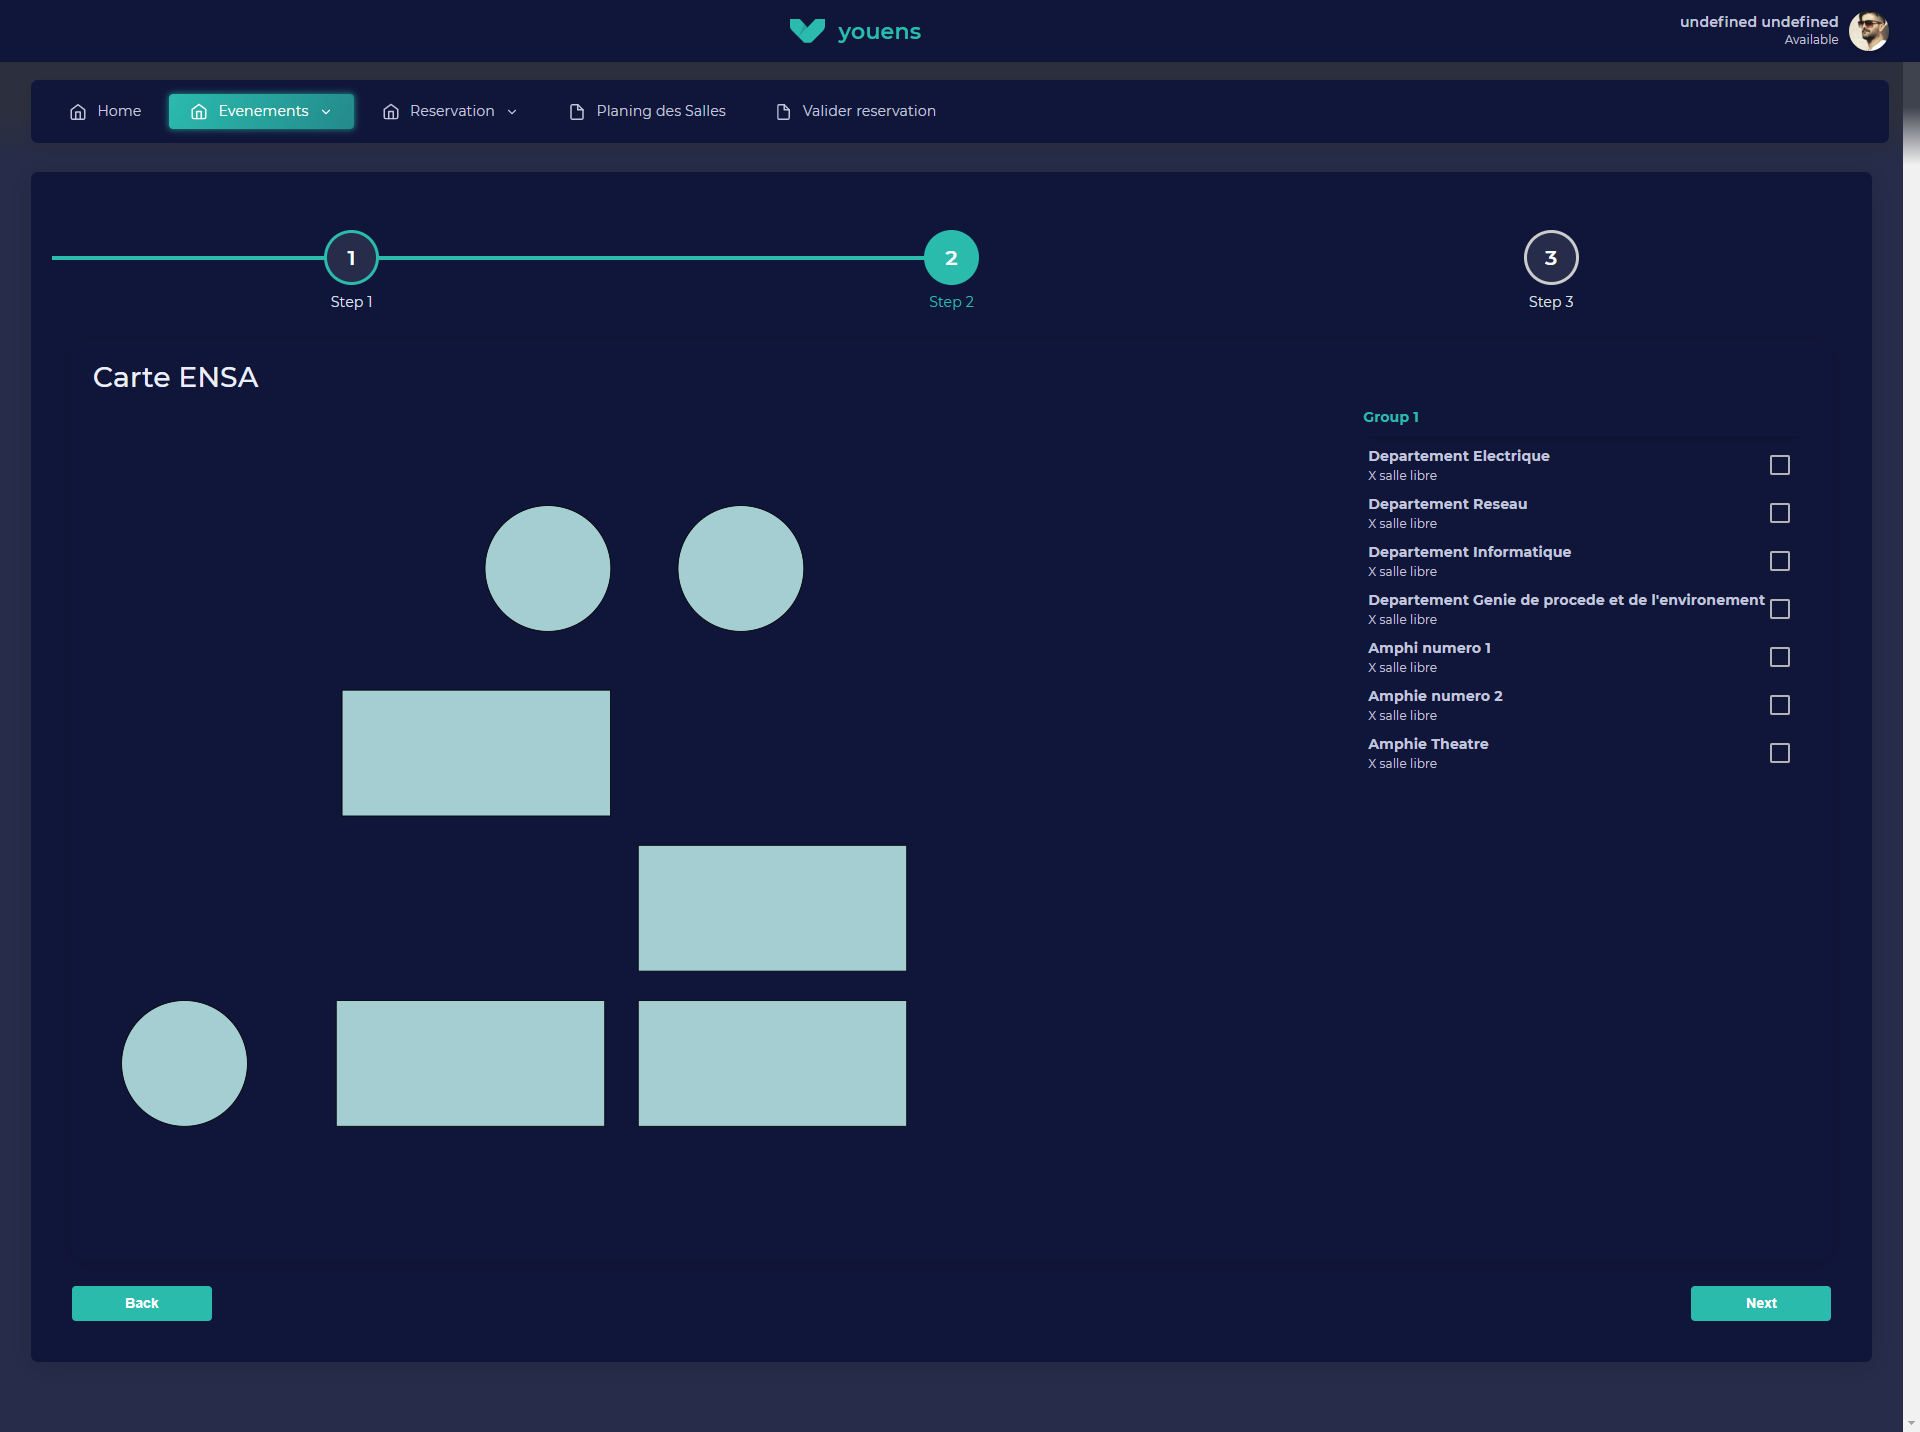 youens
undefined undefined
Available
Home
Evenements
Reservation
Planing des Salles
Valider reservation
1
2
3
Step 1
Step 2
Step 3
Carte ENSA
Group 1
Departement Electrique
X salle libre
Departement Reseau
X salle libre
Departement Informatique
X salle libre
Departement Genie de procede et de l'environement
X salle libre
Amphi numero 1
X salle libre
Amphie numero 2
X salle libre
Amphie Theatre
X salle libre
Back
Next